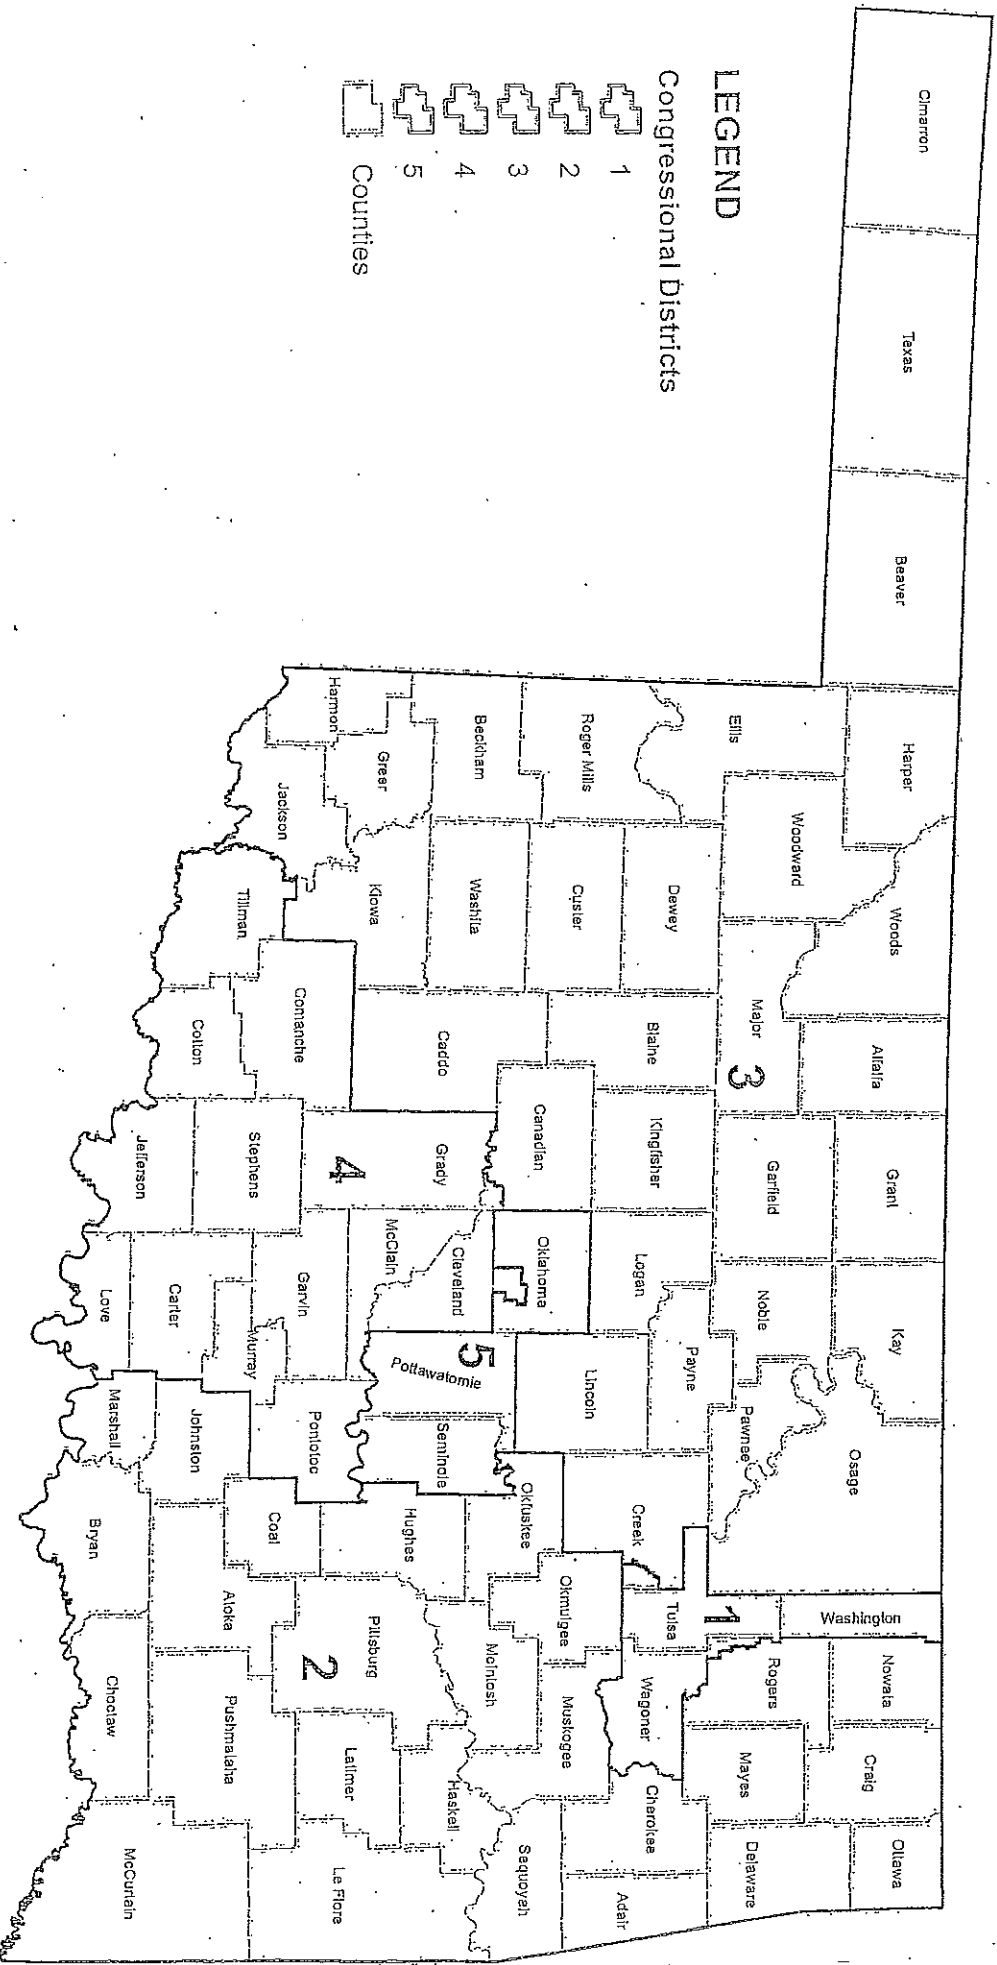 LEGEND
Congressional Districts
1
2
3
4
5
Counties
Cimarron
Texas
Beaver
Harper
Woods
Alfalfa
Grant
Kay
Osage
Washington
Nowata
Craig
Ottawa
Ellis
Woodward
Major
3
Garfield
Noble
Pawnee
1
Rogers
Mayes
Delaware
Roger Mills
Dewey
Blaine
Kingfisher
Logan
Payne
Creek
Tulsa
Wagoner
Cherokee
Adair
Beckham
Custer
Washita
Caddo
Canadian
Oklahoma
Lincoln
Okfuskee
Okmulgee
Muskogee
Sequoyah
Harmon
Greer
Kiowa
Grady
McClain
Cleveland
5
Pottawatomie
Seminole
Hughes
McIntosh
Haskell
Jackson
Tillman
Comanche
4
Garvin
Pontotoc
Coal
Pittsburg
2
Latimer
Le Flore
Cotton
Stephens
Jefferson
Carter
Murray
Love
Johnston
Marshall
Bryan
Atoka
Pushmataha
Choctaw
McCurtain